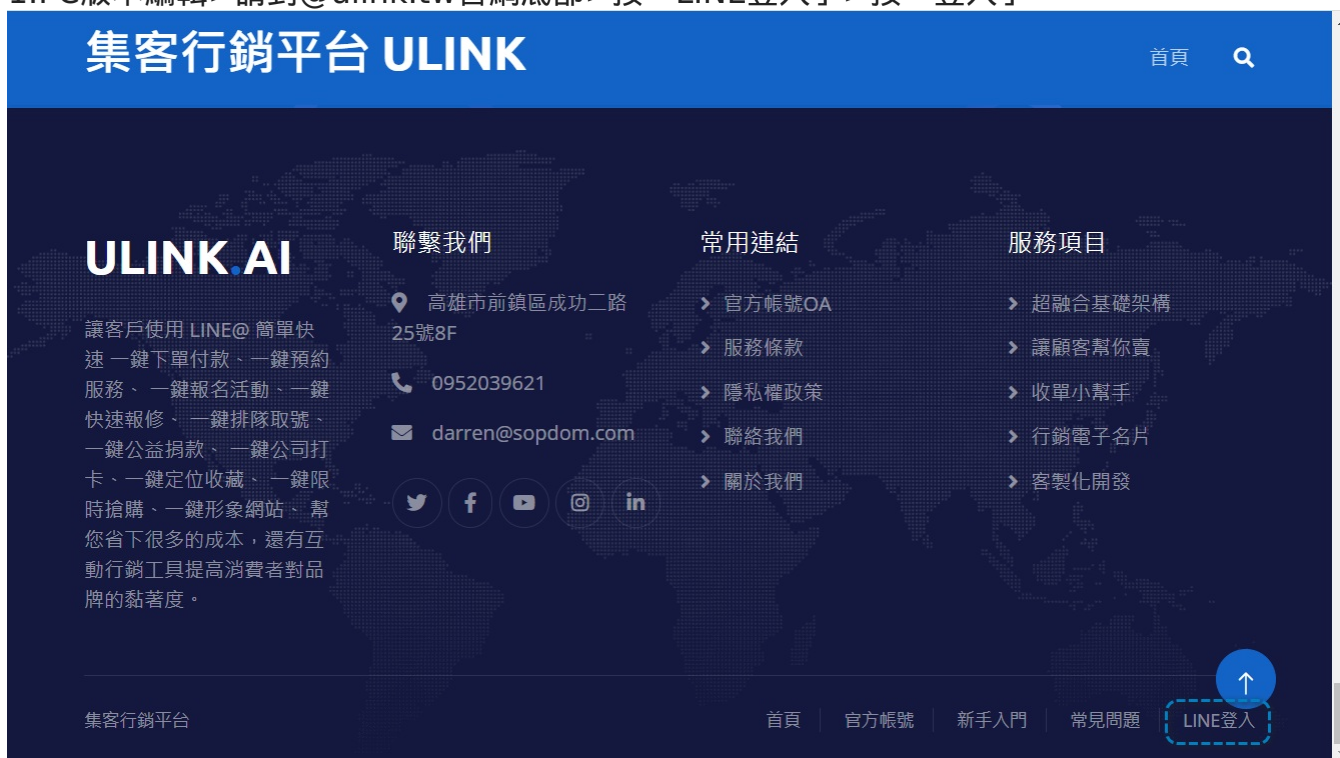 集客行銷平台 ULINK
首頁
ULINK.AI
讓客戶使用 LINE@ 簡單快
速 一鍵下單付款、一鍵預約
服務、 一鍵報名活動、一鍵
快速報修、 一鍵排隊取號、
一鍵公益捐款、 一鍵公司打
卡、一鍵定位收藏、 一鍵限
時搶購、一鍵形象網站、 幫
您省下很多的成本，還有互
動行銷工具提高消費者對品
牌的黏著度。
聯繫我們
高雄市前鎮區成功二路
25號8F
0952039621
darren@sopdom.com
常用連結
官方帳號OA
服務條款
隱私權政策
聯絡我們
關於我們
服務項目
超融合基礎架構
讓顧客幫你賣
收單小幫手
行銷電子名片
客製化開發
集客行銷平台
首頁
官方帳號
新手入門
常見問題
LINE登入